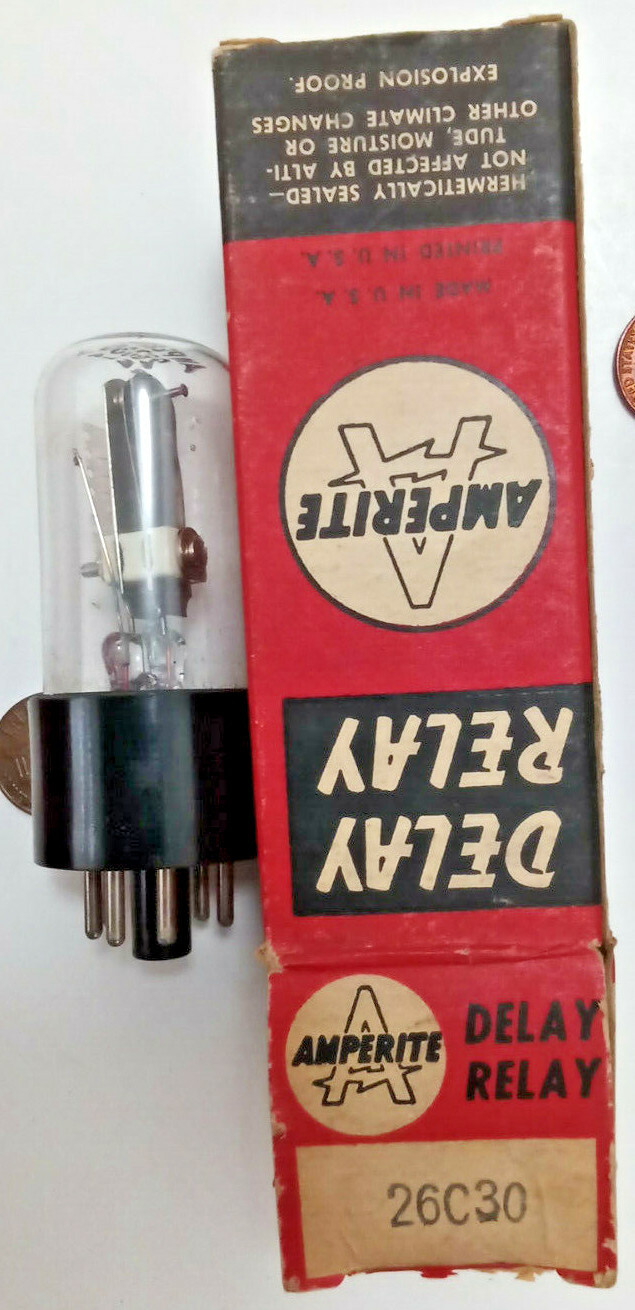 HERMETICALLY SEALED—
NOT AFFECTED BY ALTI-
TUDE, MOISTURE OR
OTHER CLIMATE CHANGES
EXPLOSION PROOF.
MADE IN U.S.A.
PRINTED IN U.S.A.
AMPERITE
DELAY
RELAY
AMPERITE
DELAY
RELAY
26C30